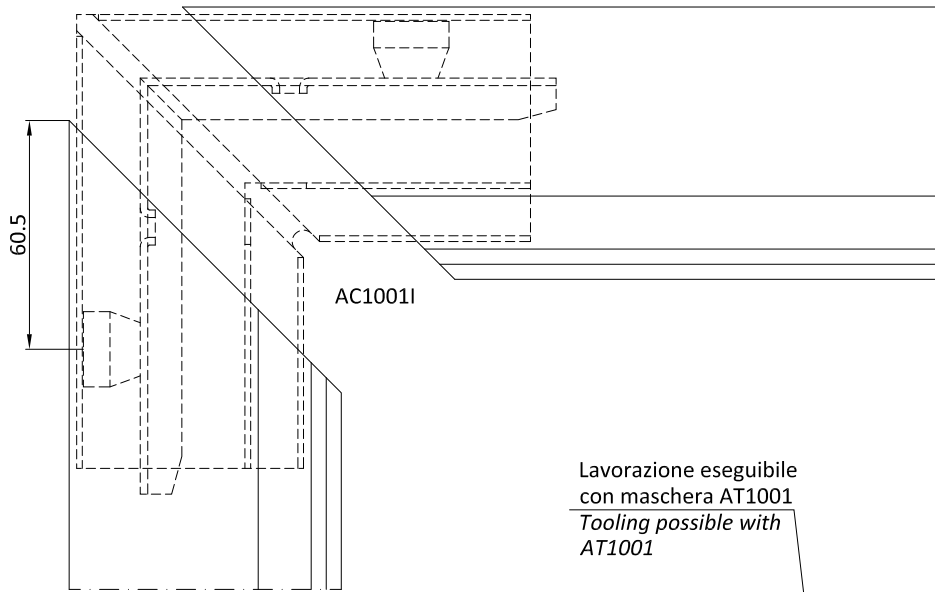 60.5
AC1001I
Lavorazione eseguibile
con maschera AT1001
Tooling possible with
AT1001